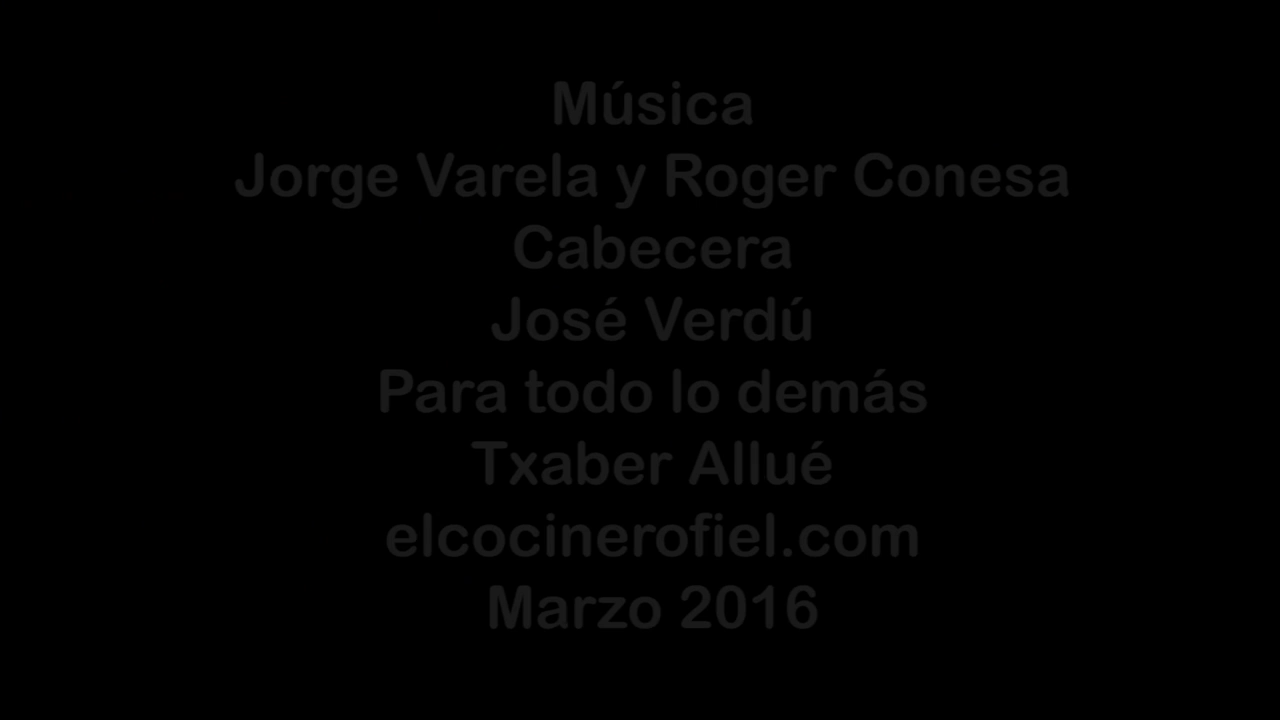 Música
Jorge Varela y Roger Conesa
Cabecera
José Verdú
Para todo lo demás
Txaber Allué
elcocinerofiel.com
Marzo 2016